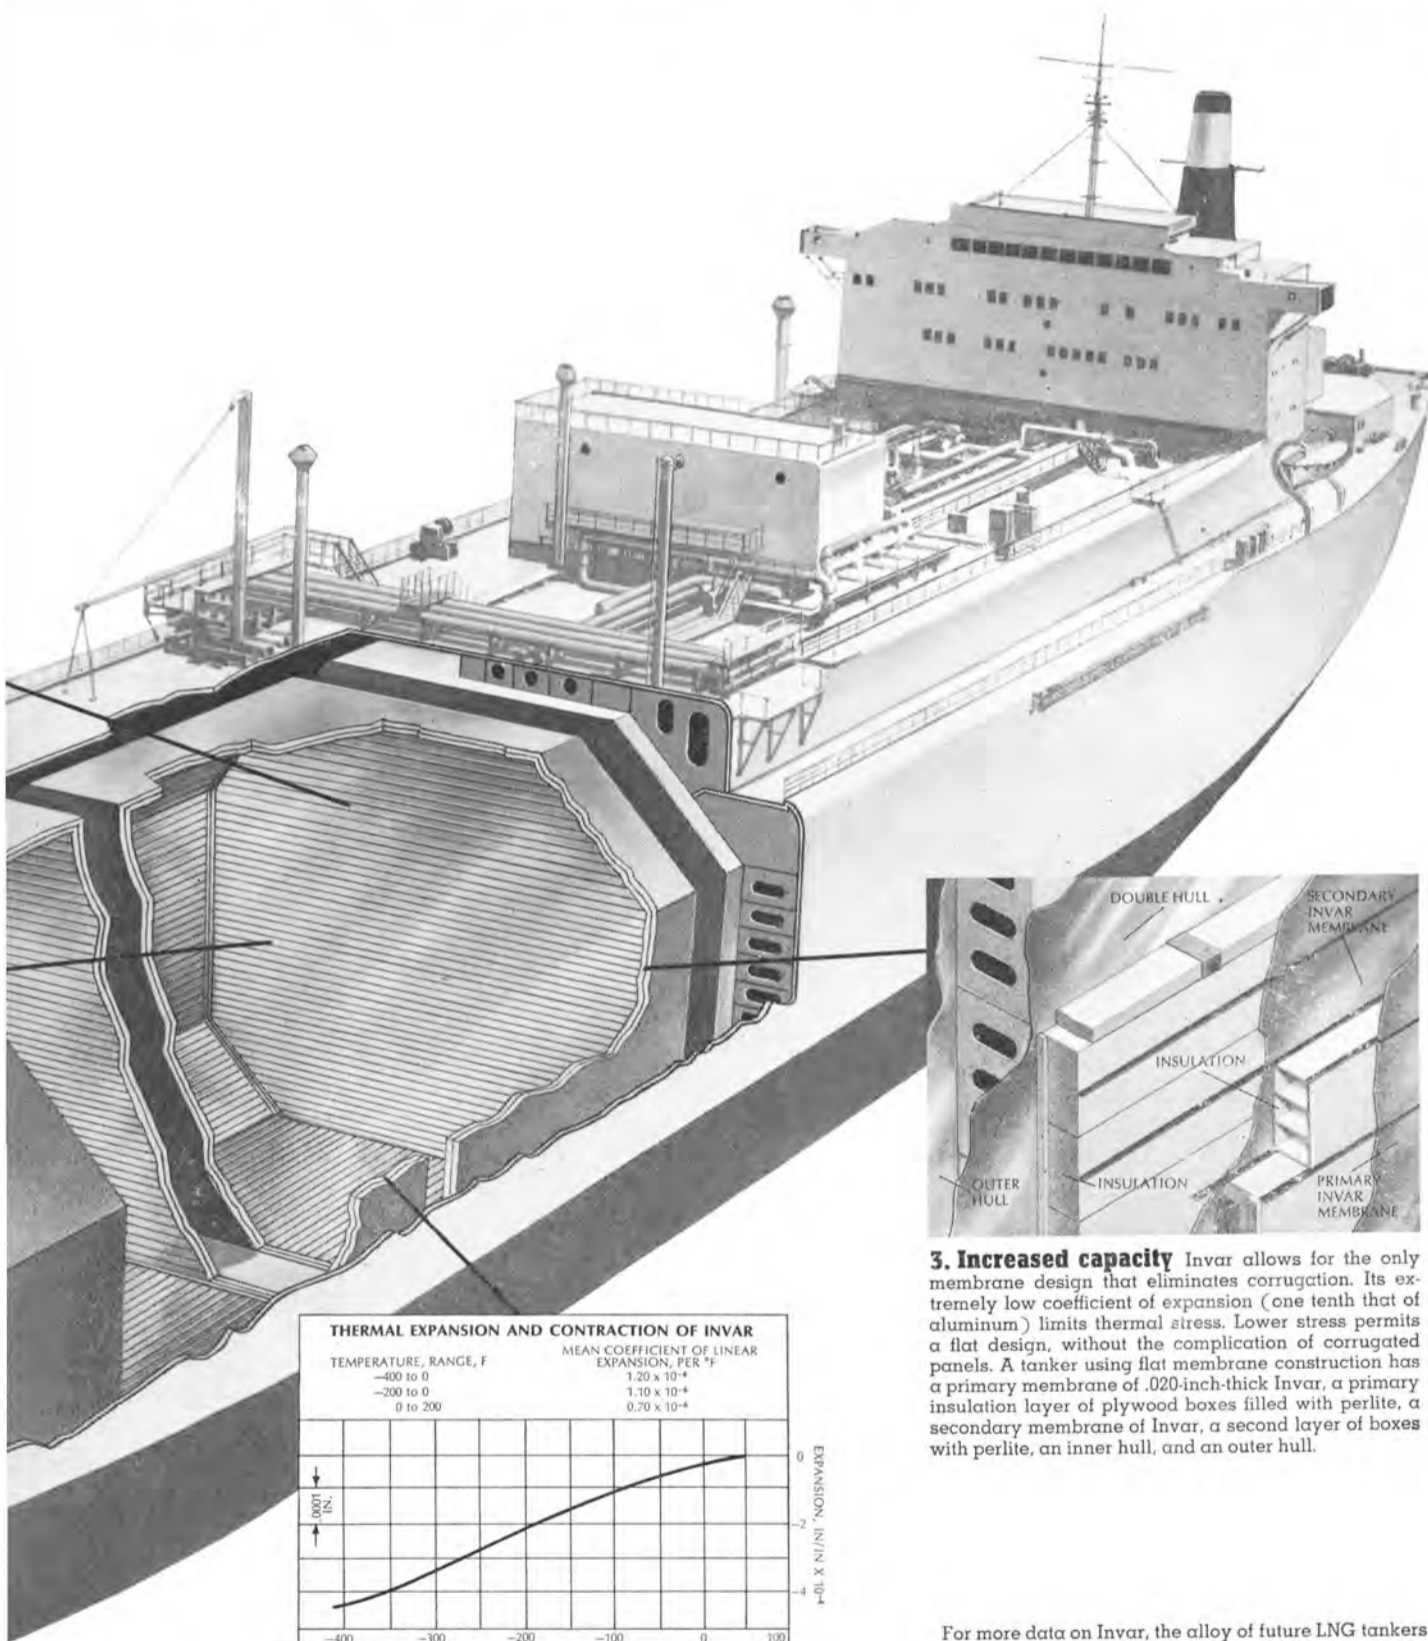 DOUBLE HULL
SECONDARY
INVAR
MEMBRANE
INSULATION
OUTER
HULL
INSULATION
PRIMARY
INVAR
MEMBRANE
3. Increased capacity Invar allows for the only
membrane design that eliminates corrugation. Its ex-
tremely low coefficient of expansion (one tenth that of
aluminum) limits thermal stress. Lower stress permits
a flat design, without the complication of corrugated
panels. A tanker using flat membrane construction has
a primary membrane of .020-inch-thick Invar, a primary
insulation layer of plywood boxes filled with perlite, a
secondary membrane of Invar, a second layer of boxes
with perlite, an inner hull, and an outer hull.
THERMAL EXPANSION AND CONTRACTION OF INVAR
TEMPERATURE, RANGE, F
MEAN COEFFICIENT OF LINEAR
EXPANSION, PER °F
—400 to 0 1.20 x 10⁻⁶
—200 to 0 1.10 x 10⁻⁶
0 to 200 0.70 x 10⁻⁶
.0001
IN.
0
—2
—4
EXPANSION, IN/IN X 10⁻⁴
—400 —300 —200 —100 0 100
For more data on Invar, the alloy of future LNG tankers